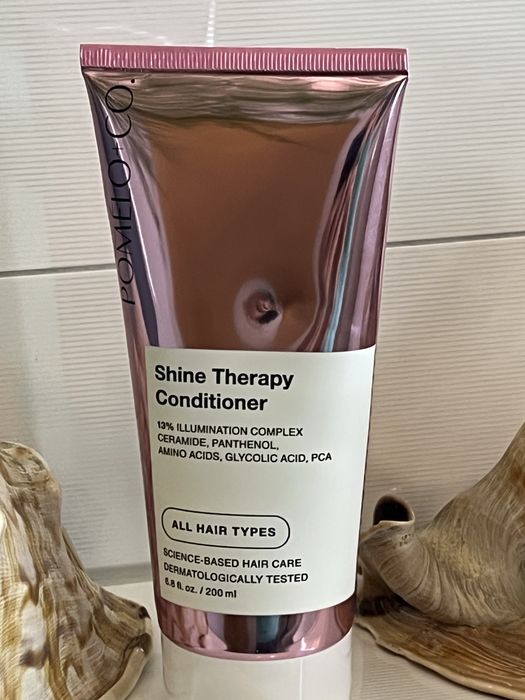 POMELO+CO.
Shine Therapy
Conditioner
13% ILLUMINATION COMPLEX
CERAMIDE, PANTHENOL,
AMINO ACIDS, GLYCOLIC ACID, PCA
ALL HAIR TYPES
SCIENCE-BASED HAIR CARE
DERMATOLOGICALLY TESTED
6.8 fl. oz. / 200 ml